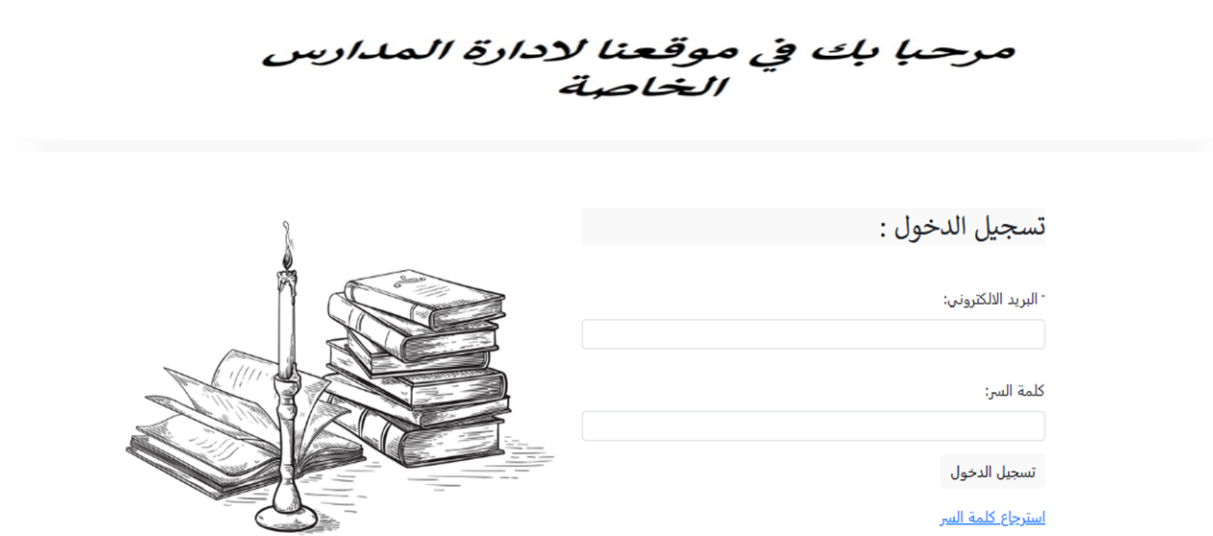 مرحبا بك في موقعنا لادارة المدارس
الخاصة
تسجيل الدخول :
* البريد الالكتروني:
كلمة السر:
تسجيل الدخول
استرجاع كلمة السر